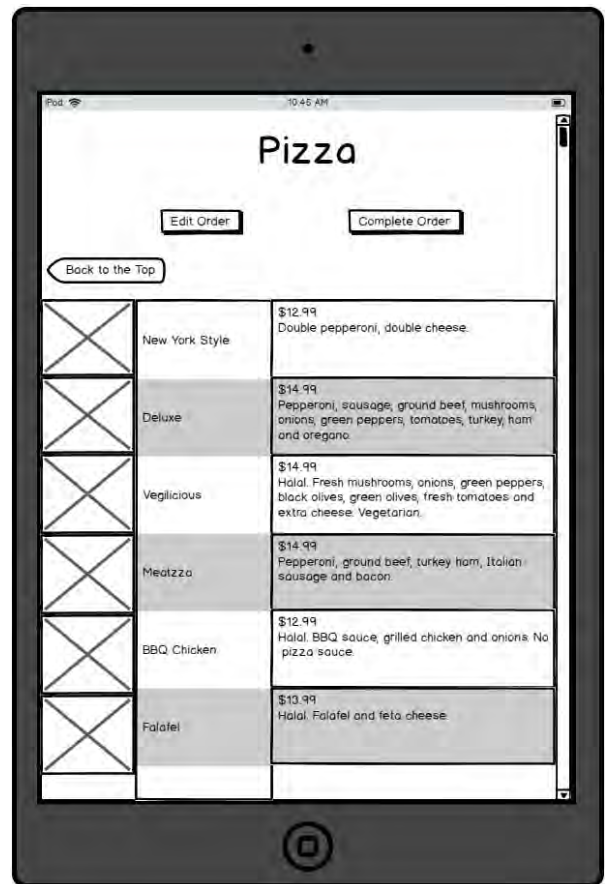 iPod 10:45 AM
Pizza
Edit Order Complete Order
Back to the Top
New York Style
$12.99
Double pepperoni, double cheese.
Deluxe
$14.99
Pepperoni, sausage, ground beef, mushrooms,
onions, green peppers, tomatoes, turkey, ham
and oregano.
Vegilicious
$14.99
Halal. Fresh mushrooms, onions, green peppers,
black olives, green olives, fresh tomatoes and
extra cheese. Vegetarian.
Meatzza
$14.99
Pepperoni, ground beef, turkey ham, Italian
sausage and bacon.
BBQ Chicken
$12.99
Halal. BBQ sauce, grilled chicken and onions. No
pizza sauce.
Falafel
$13.99
Halal. Falafel and feta cheese.